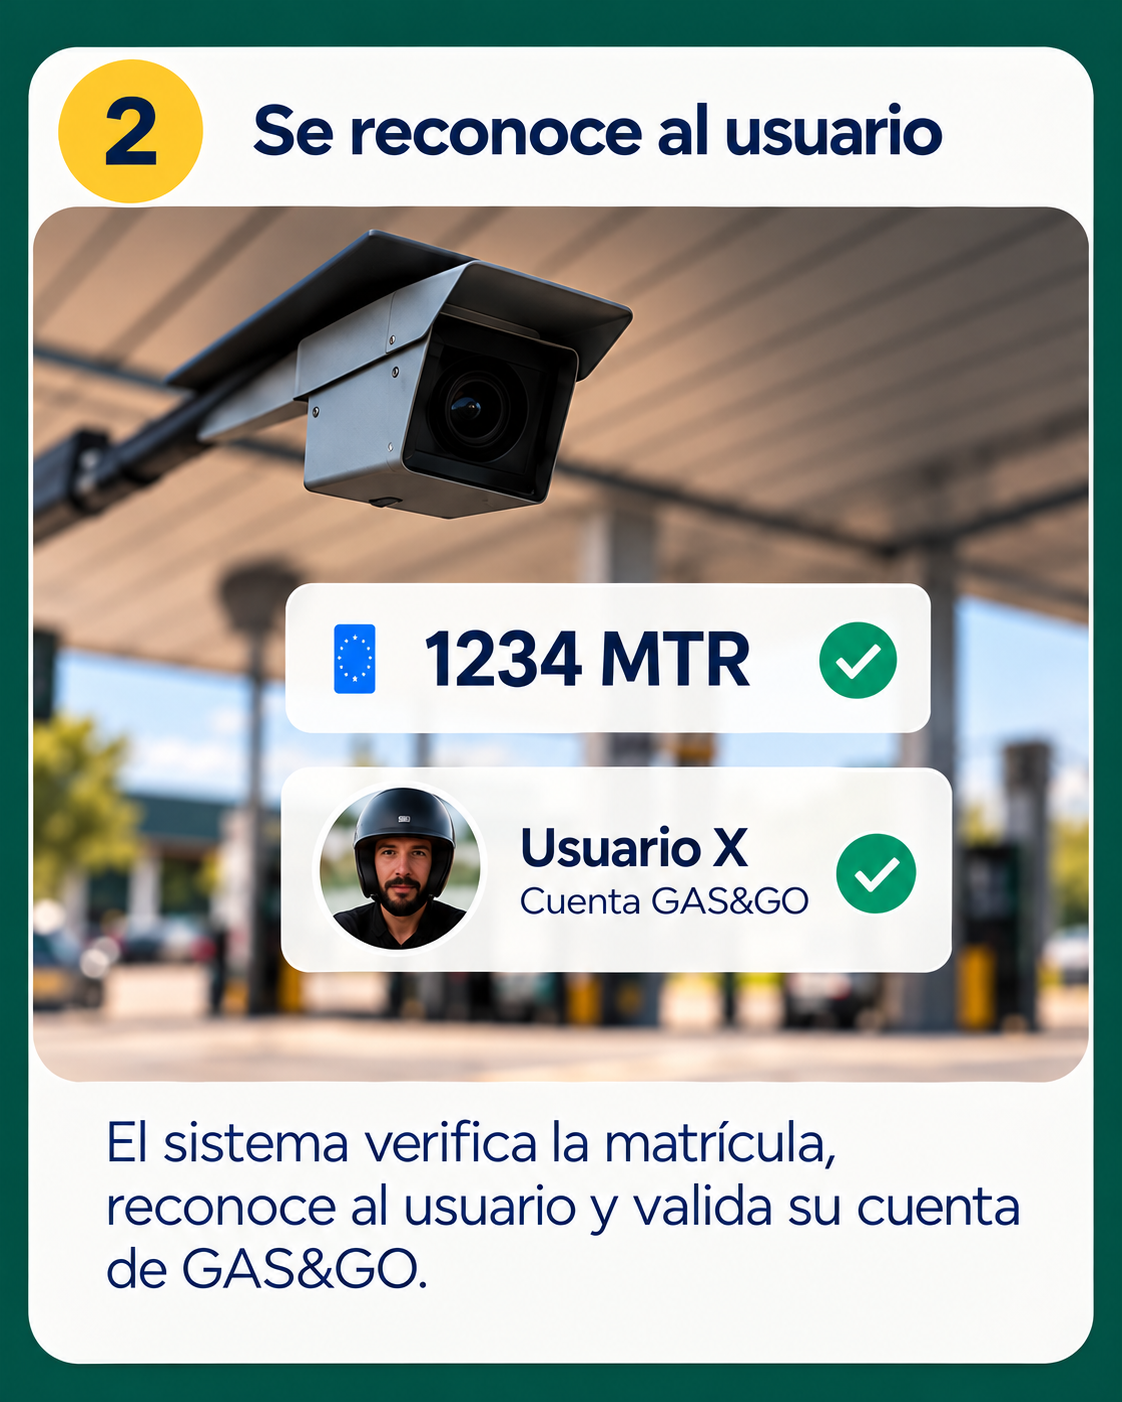 2
Se reconoce al usuario
1234 MTR
Usuario X
Cuenta GAS&GO
El sistema verifica la matrícula,
reconoce al usuario y valida su cuenta
de GAS&GO.